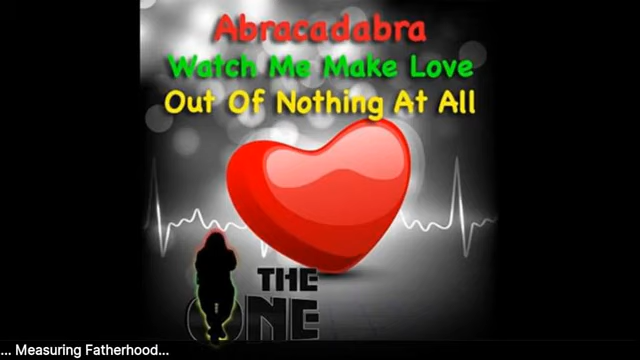 Abracadabra
Watch Me Make Love
Out Of Nothing At All
THE
ONE
... Measuring Fatherhood...